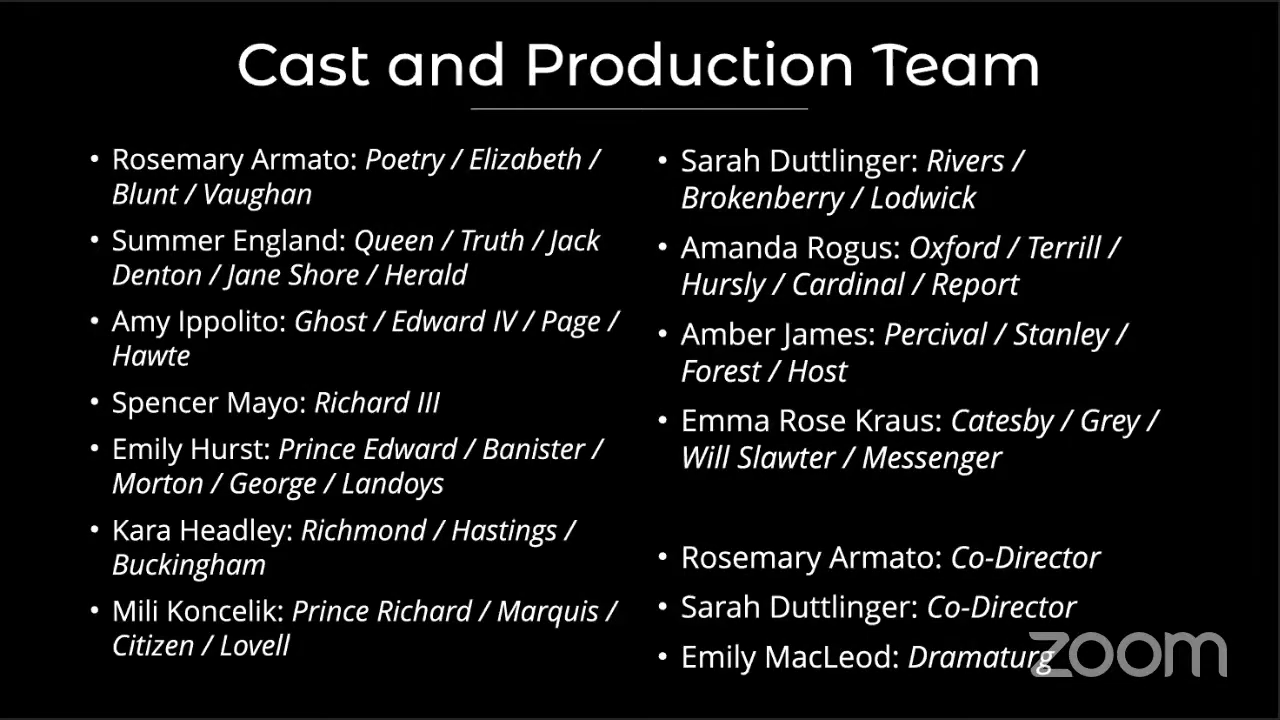 Cast and Production Team
• Rosemary Armato: Poetry / Elizabeth /
Blunt / Vaughan
• Summer England: Queen / Truth / Jack
Denton / Jane Shore / Herald
• Amy Ippolito: Ghost / Edward IV / Page /
Hawte
• Spencer Mayo: Richard III
• Emily Hurst: Prince Edward / Banister /
Morton / George / Landoys
• Kara Headley: Richmond / Hastings /
Buckingham
• Mili Koncelik: Prince Richard / Marquis /
Citizen / Lovell
• Sarah Duttlinger: Rivers /
Brokenberry / Lodwick
• Amanda Rogus: Oxford / Terrill /
Hursly / Cardinal / Report
• Amber James: Percival / Stanley /
Forest / Host
• Emma Rose Kraus: Catesby / Grey /
Will Slawter / Messenger
• Rosemary Armato: Co-Director
• Sarah Duttlinger: Co-Director
• Emily MacLeod: Dramaturg
zoom